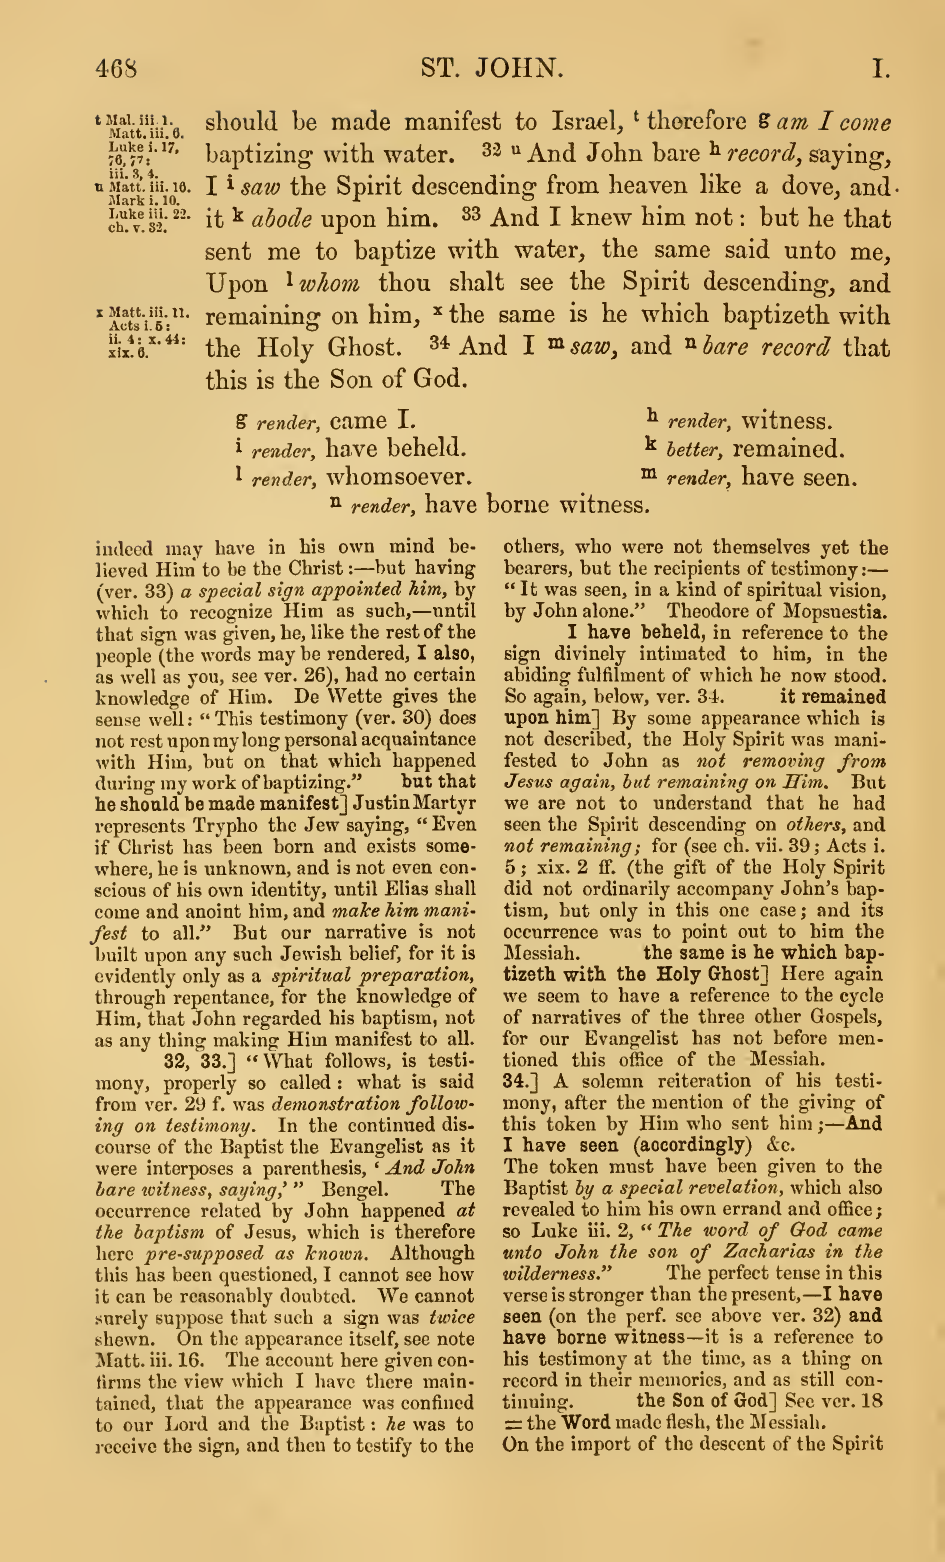 468
ST. JOHN.
I.
t Mal. iii. 1.
Matt. iii. 6.
Luke i. 17,
76, 77:
iii. 3, 4.
u Matt. iii. 10.
Mark i. 10.
Luke iii. 22.
ch. v. 32.
should be made manifest to Israel, t therefore g am I come
baptizing with water. 32 u And John bare h record, saying,
I i saw the Spirit descending from heaven like a dove, and
it k abode upon him. 33 And I knew him not: but he that
sent me to baptize with water, the same said unto me,
Upon l whom thou shalt see the Spirit descending, and
x Matt. iii. 11.
Acts i. 5:
ii. 4: x. 44:
xix. 6.
remaining on him, x the same is he which baptizeth with
the Holy Ghost. 34 And I m saw, and n bare record that
this is the Son of God.
g render, came I.
h render, witness.
i render, have beheld.
k better, remained.
l render, whomsoever.
m render, have seen.
n render, have borne witness.
indeed may have in his own mind be-
lieved Him to be the Christ:—but having
(ver. 33) a special sign appointed him, by
which to recognize Him as such,—until
that sign was given, he, like the rest of the
people (the words may be rendered, I also,
as well as you, see ver. 26), had no certain
knowledge of Him. De Wette gives the
sense well: “This testimony (ver. 30) does
not rest upon my long personal acquaintance
with Him, but on that which happened
during my work of baptizing.” but that
he should be made manifest] Justin Martyr
represents Trypho the Jew saying, “Even
if Christ has been born and exists some-
where, he is unknown, and is not even con-
scious of his own identity, until Elias shall
come and anoint him, and make him mani-
fest to all.” But our narrative is not
built upon any such Jewish belief, for it is
evidently only as a spiritual preparation,
through repentance, for the knowledge of
Him, that John regarded his baptism, not
as any thing making Him manifest to all.
32, 33.] “What follows, is testi-
mony, properly so called: what is said
from ver. 29 f. was demonstration follow-
ing on testimony. In the continued dis-
course of the Baptist the Evangelist as it
were interposes a parenthesis, ‘And John
bare witness, saying,’” Bengel. The
occurrence related by John happened at
the baptism of Jesus, which is therefore
here pre-supposed as known. Although
this has been questioned, I cannot see how
it can be reasonably doubted. We cannot
surely suppose that such a sign was twice
shewn. On the appearance itself, see note
Matt. iii. 16. The account here given con-
firms the view which I have there main-
tained, that the appearance was confined
to our Lord and the Baptist: he was to
receive the sign, and then to testify to the
others, who were not themselves yet the
bearers, but the recipients of testimony:—
“It was seen, in a kind of spiritual vision,
by John alone.” Theodore of Mopsuestia.
I have beheld, in reference to the
sign divinely intimated to him, in the
abiding fulfilment of which he now stood.
So again, below, ver. 34. it remained
upon him] By some appearance which is
not described, the Holy Spirit was mani-
fested to John as not removing from
Jesus again, but remaining on Him. But
we are not to understand that he had
seen the Spirit descending on others, and
not remaining; for (see ch. vii. 39; Acts i.
5; xix. 2 ff. (the gift of the Holy Spirit
did not ordinarily accompany John’s bap-
tism, but only in this one case; and its
occurrence was to point out to him the
Messiah. the same is he which bap-
tizeth with the Holy Ghost] Here again
we seem to have a reference to the cycle
of narratives of the three other Gospels,
for our Evangelist has not before men-
tioned this office of the Messiah.
34.] A solemn reiteration of his testi-
mony, after the mention of the giving of
this token by Him who sent him;—And
I have seen (accordingly) &c.
The token must have been given to the
Baptist by a special revelation, which also
revealed to him his own errand and office;
so Luke iii. 2, “The word of God came
unto John the son of Zacharias in the
wilderness.” The perfect tense in this
verse is stronger than the present,—I have
seen (on the perf. see above ver. 32) and
have borne witness—it is a reference to
his testimony at the time, as a thing on
record in their memories, and as still con-
tinuing. the Son of God] See ver. 18
= the Word made flesh, the Messiah.
On the import of the descent of the Spirit